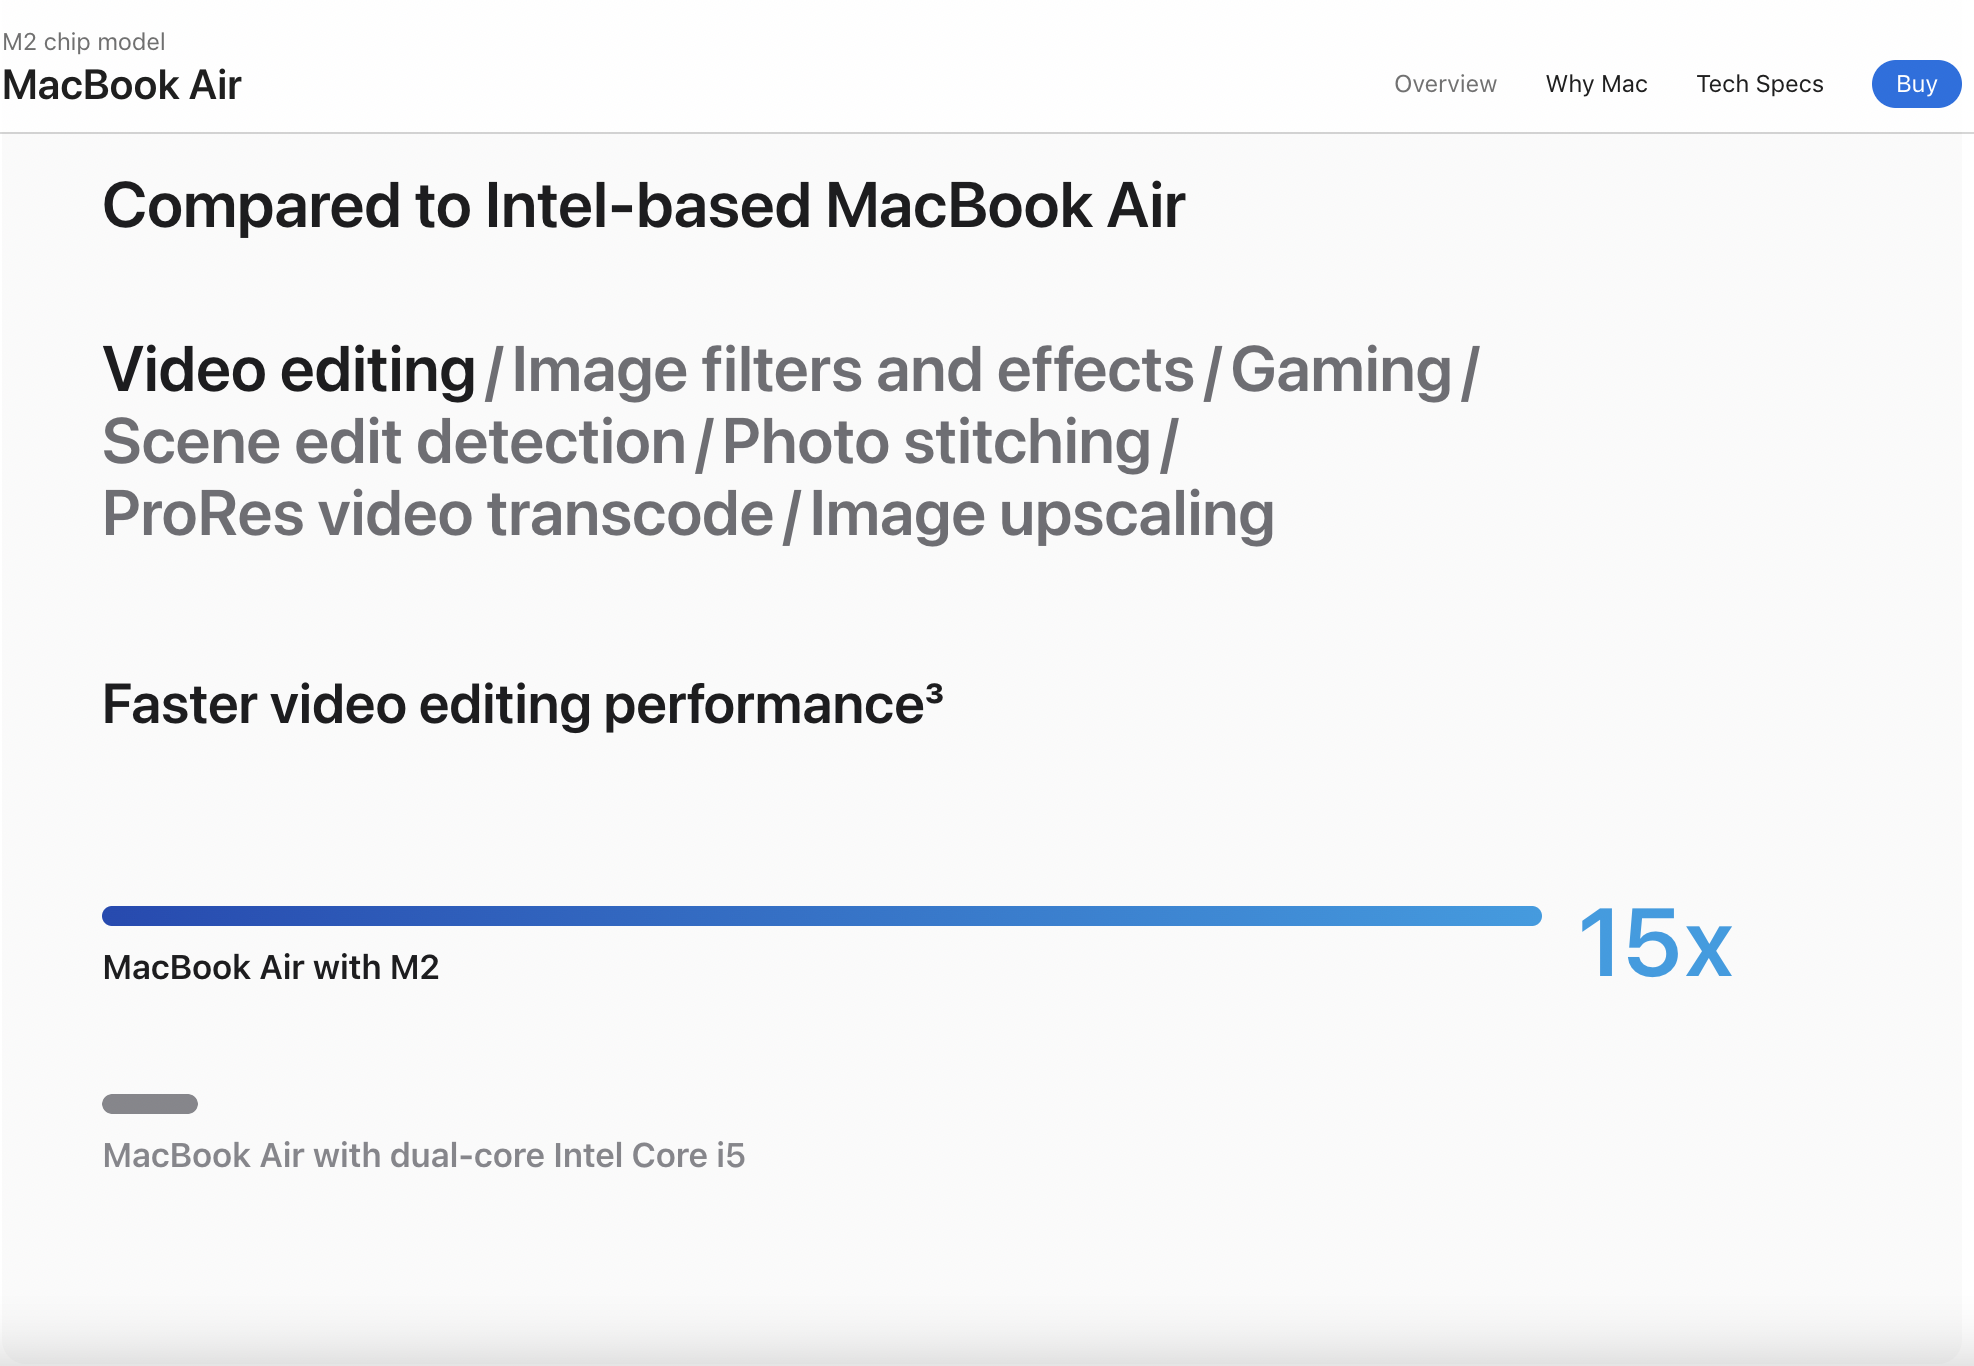 M2 chip model
MacBook Air
Overview Why Mac Tech Specs Buy
Compared to Intel-based MacBook Air
Video editing / Image filters and effects / Gaming /
Scene edit detection / Photo stitching /
ProRes video transcode / Image upscaling
Faster video editing performance³
15x
MacBook Air with M2
MacBook Air with dual-core Intel Core i5